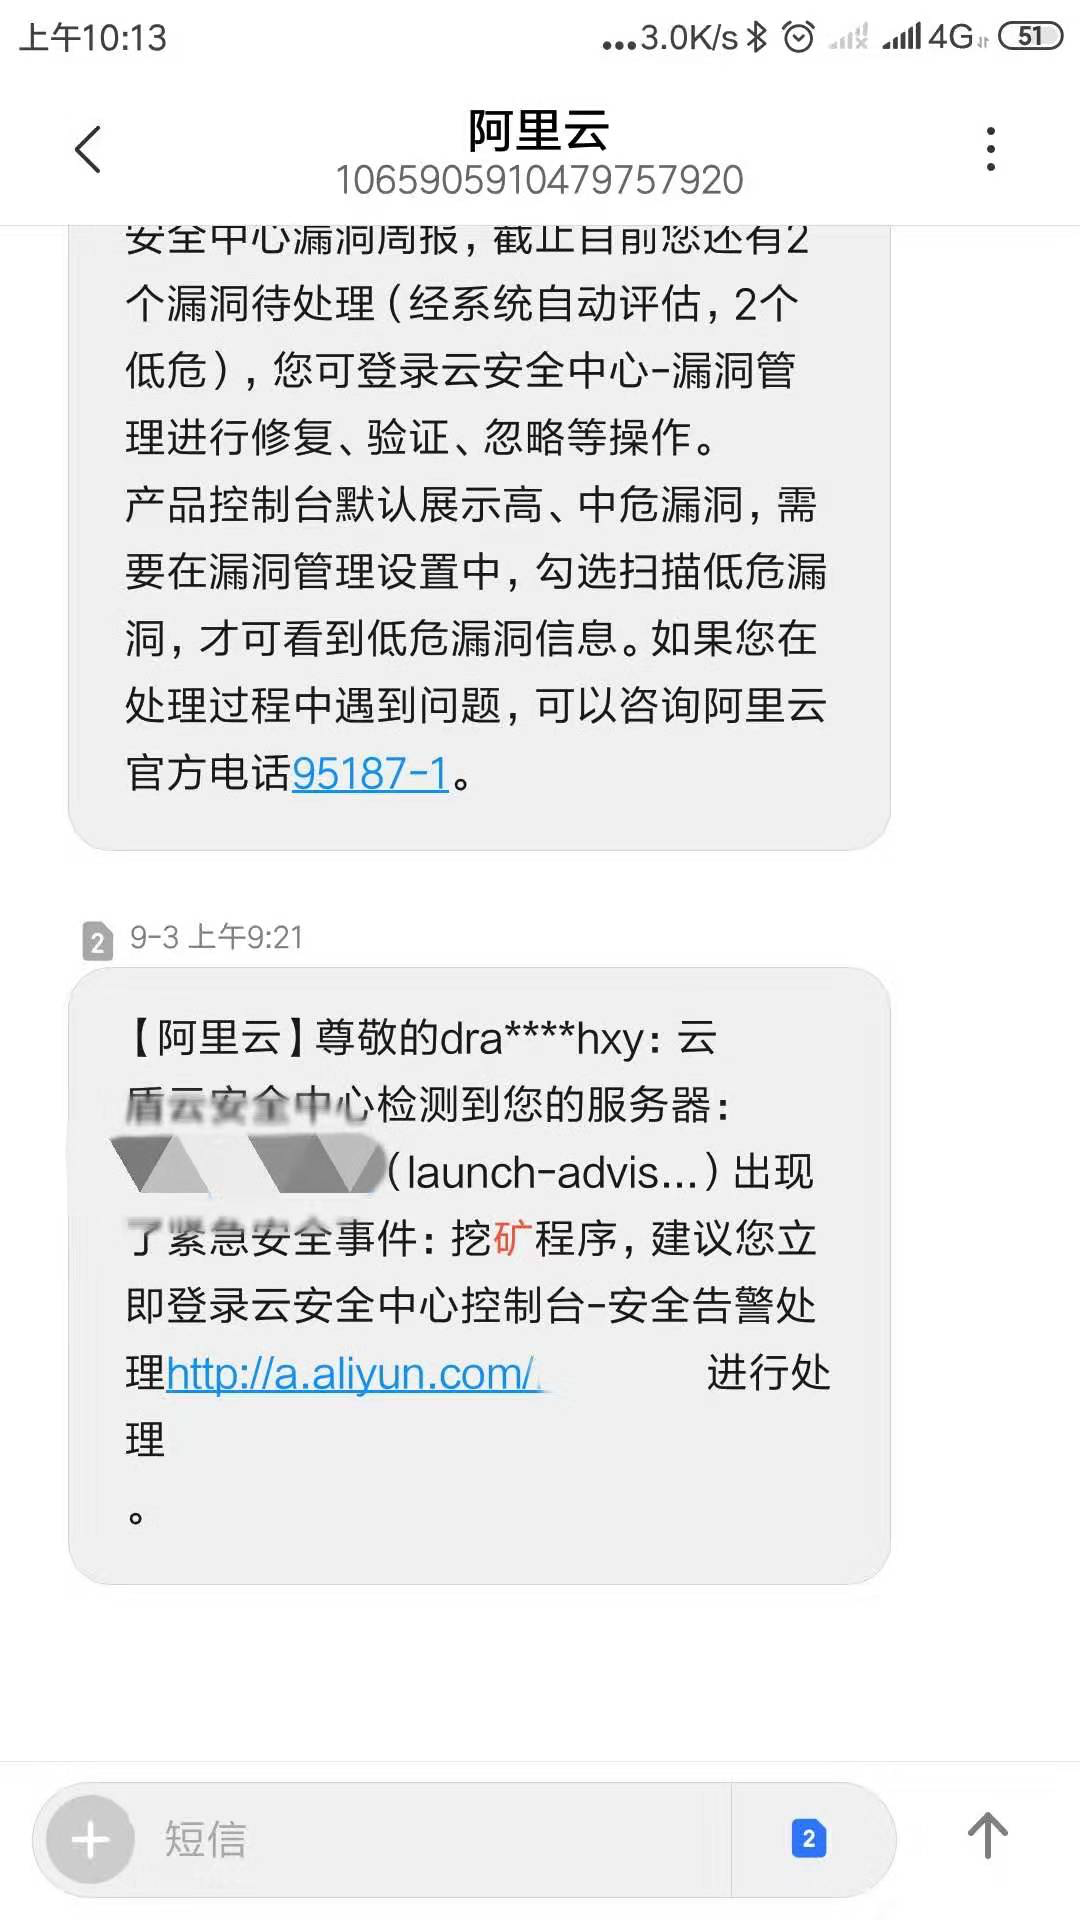 上午10:13
...3.0K/s 4G 51
阿里云
1065905910479757920
安全中心漏洞周报，截止目前您还有2
个漏洞待处理（经系统自动评估，2个
低危），您可登录云安全中心-漏洞管
理进行修复、验证、忽略等操作。
产品控制台默认展示高、中危漏洞，需
要在漏洞管理设置中，勾选扫描低危漏
洞，才可看到低危漏洞信息。如果您在
处理过程中遇到问题，可以咨询阿里云
官方电话95187-1。
2 9-3 上午9:21
【阿里云】尊敬的dra****hxy：云
盾云安全中心检测到您的服务器：
（launch-advis...）出现
了紧急安全事件：挖矿程序，建议您立
即登录云安全中心控制台-安全告警处
理http://a.aliyun.com/ 进行处
理
。
短信
2